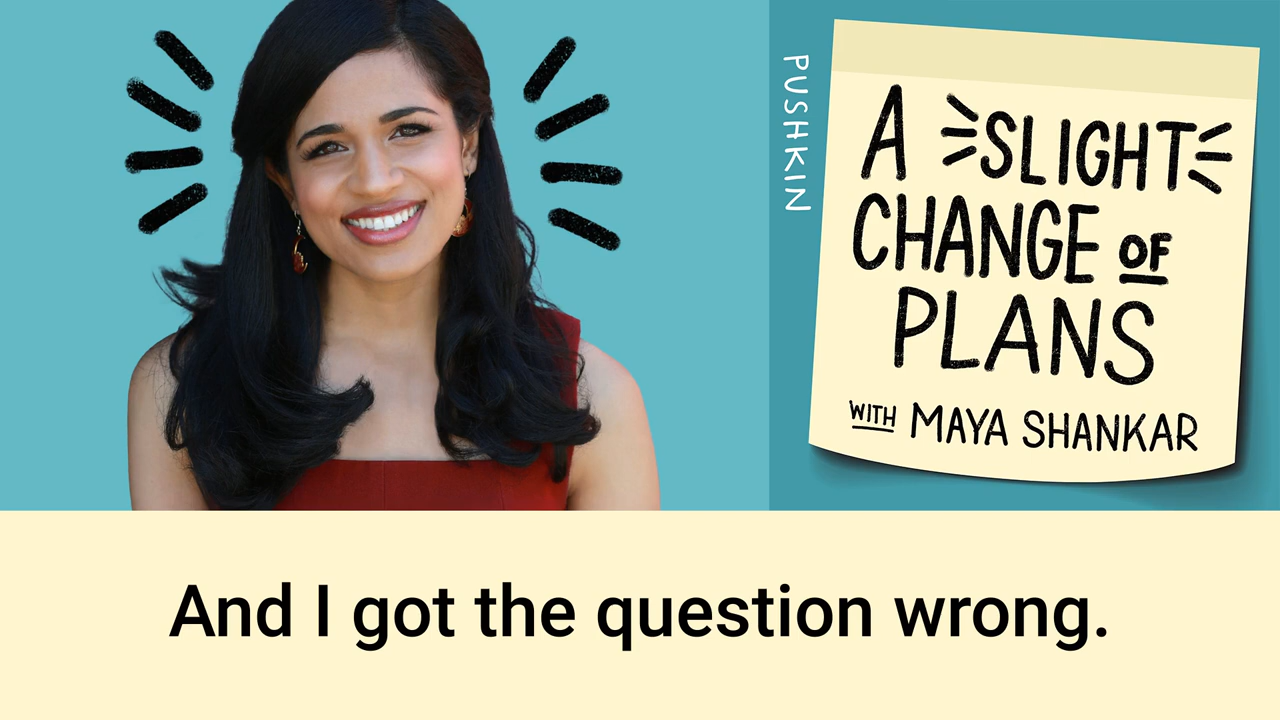 PUSHKIN
A SLIGHT
CHANGE OF
PLANS
WITH MAYA SHANKAR
And I got the question wrong.